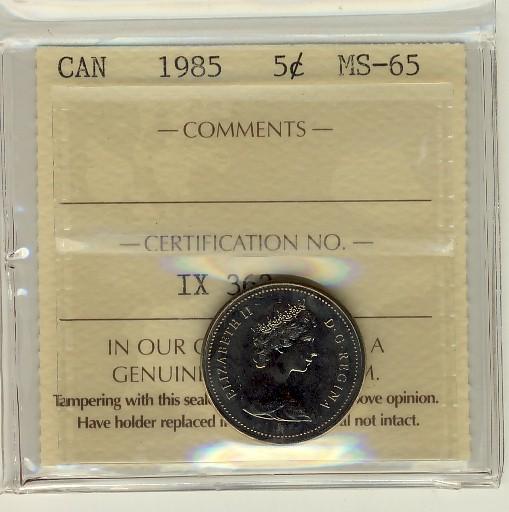 CAN 1985 5¢ MS-65
— COMMENTS —
— CERTIFICATION NO. —
IX 36
IN OUR A
GENUIN M.
Tampering with this seal ove opinion.
Have holder replaced i al not intact.
ELIZABETH II D·G·REGINA